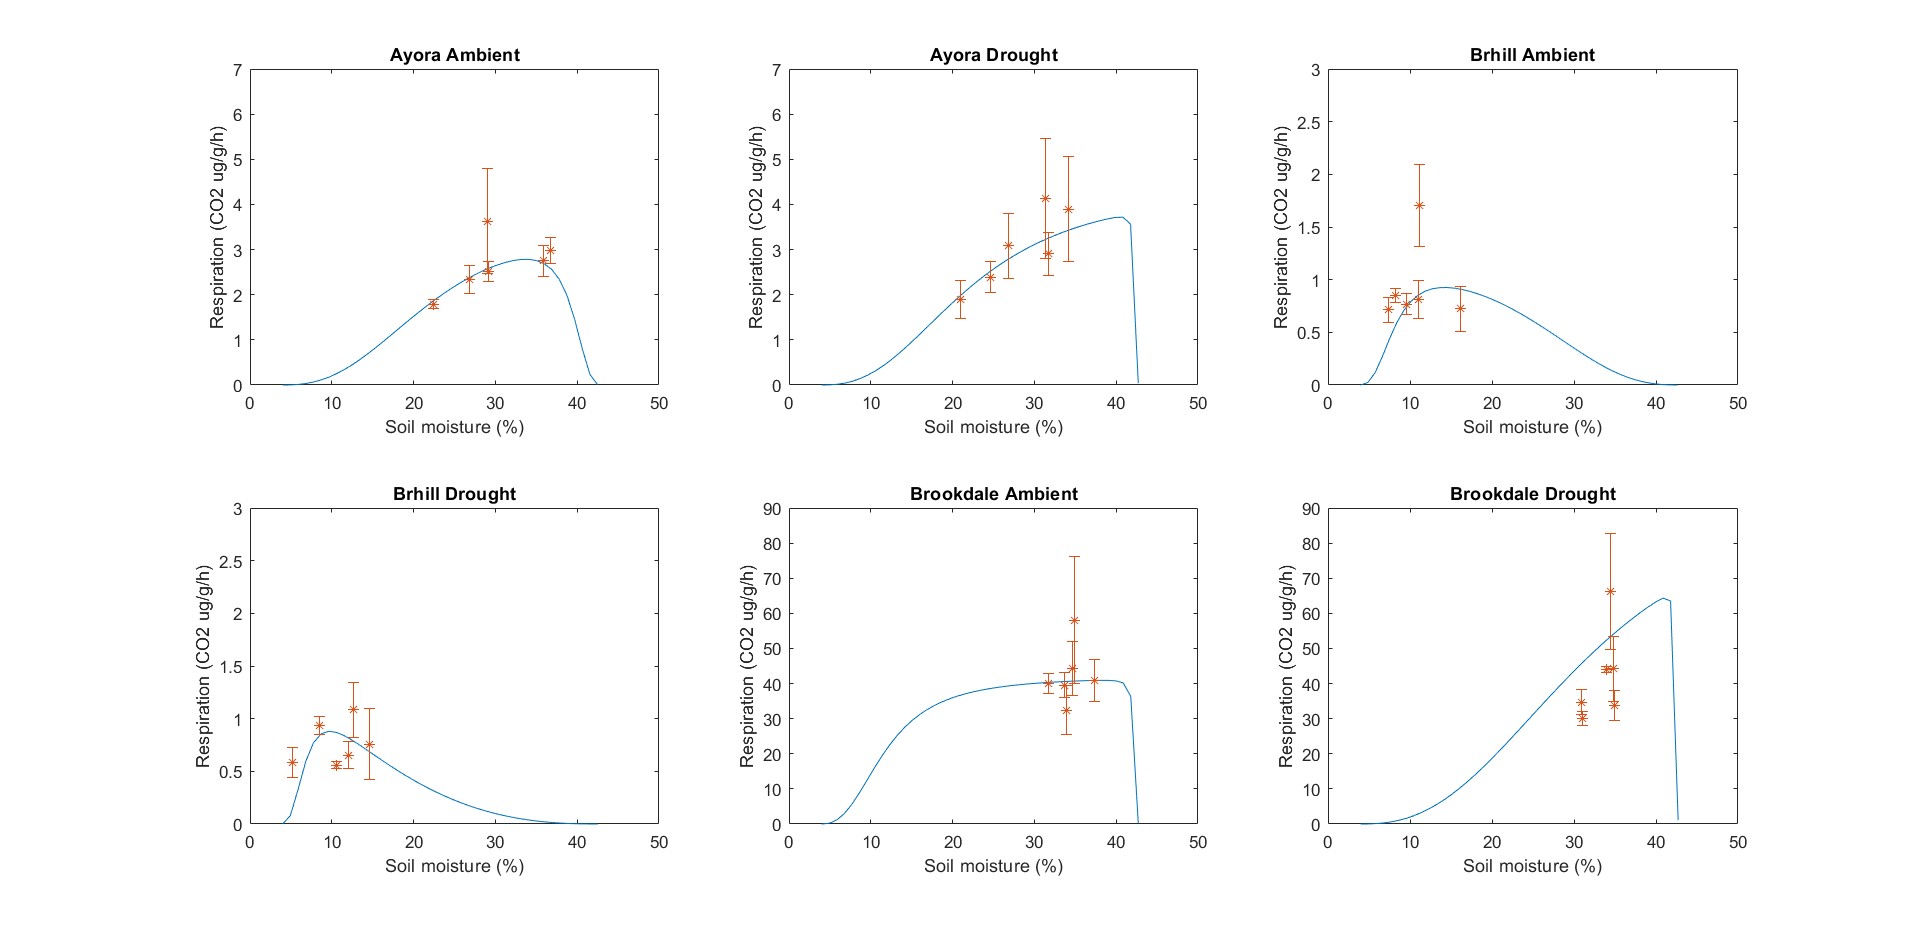 Ayora Ambient
7
6
5
4
3
2
1
0
Respiration (CO2 ug/g/h)
0 10 20 30 40 50
Soil moisture (%)
Ayora Drought
7
6
5
4
3
2
1
0
Respiration (CO2 ug/g/h)
0 10 20 30 40 50
Soil moisture (%)
Brhill Ambient
3
2.5
2
1.5
1
0.5
0
Respiration (CO2 ug/g/h)
0 10 20 30 40 50
Soil moisture (%)
Brhill Drought
3
2.5
2
1.5
1
0.5
0
Respiration (CO2 ug/g/h)
0 10 20 30 40 50
Soil moisture (%)
Brookdale Ambient
90
80
70
60
50
40
30
20
10
0
Respiration (CO2 ug/g/h)
0 10 20 30 40 50
Soil moisture (%)
Brookdale Drought
90
80
70
60
50
40
30
20
10
0
Respiration (CO2 ug/g/h)
0 10 20 30 40 50
Soil moisture (%)